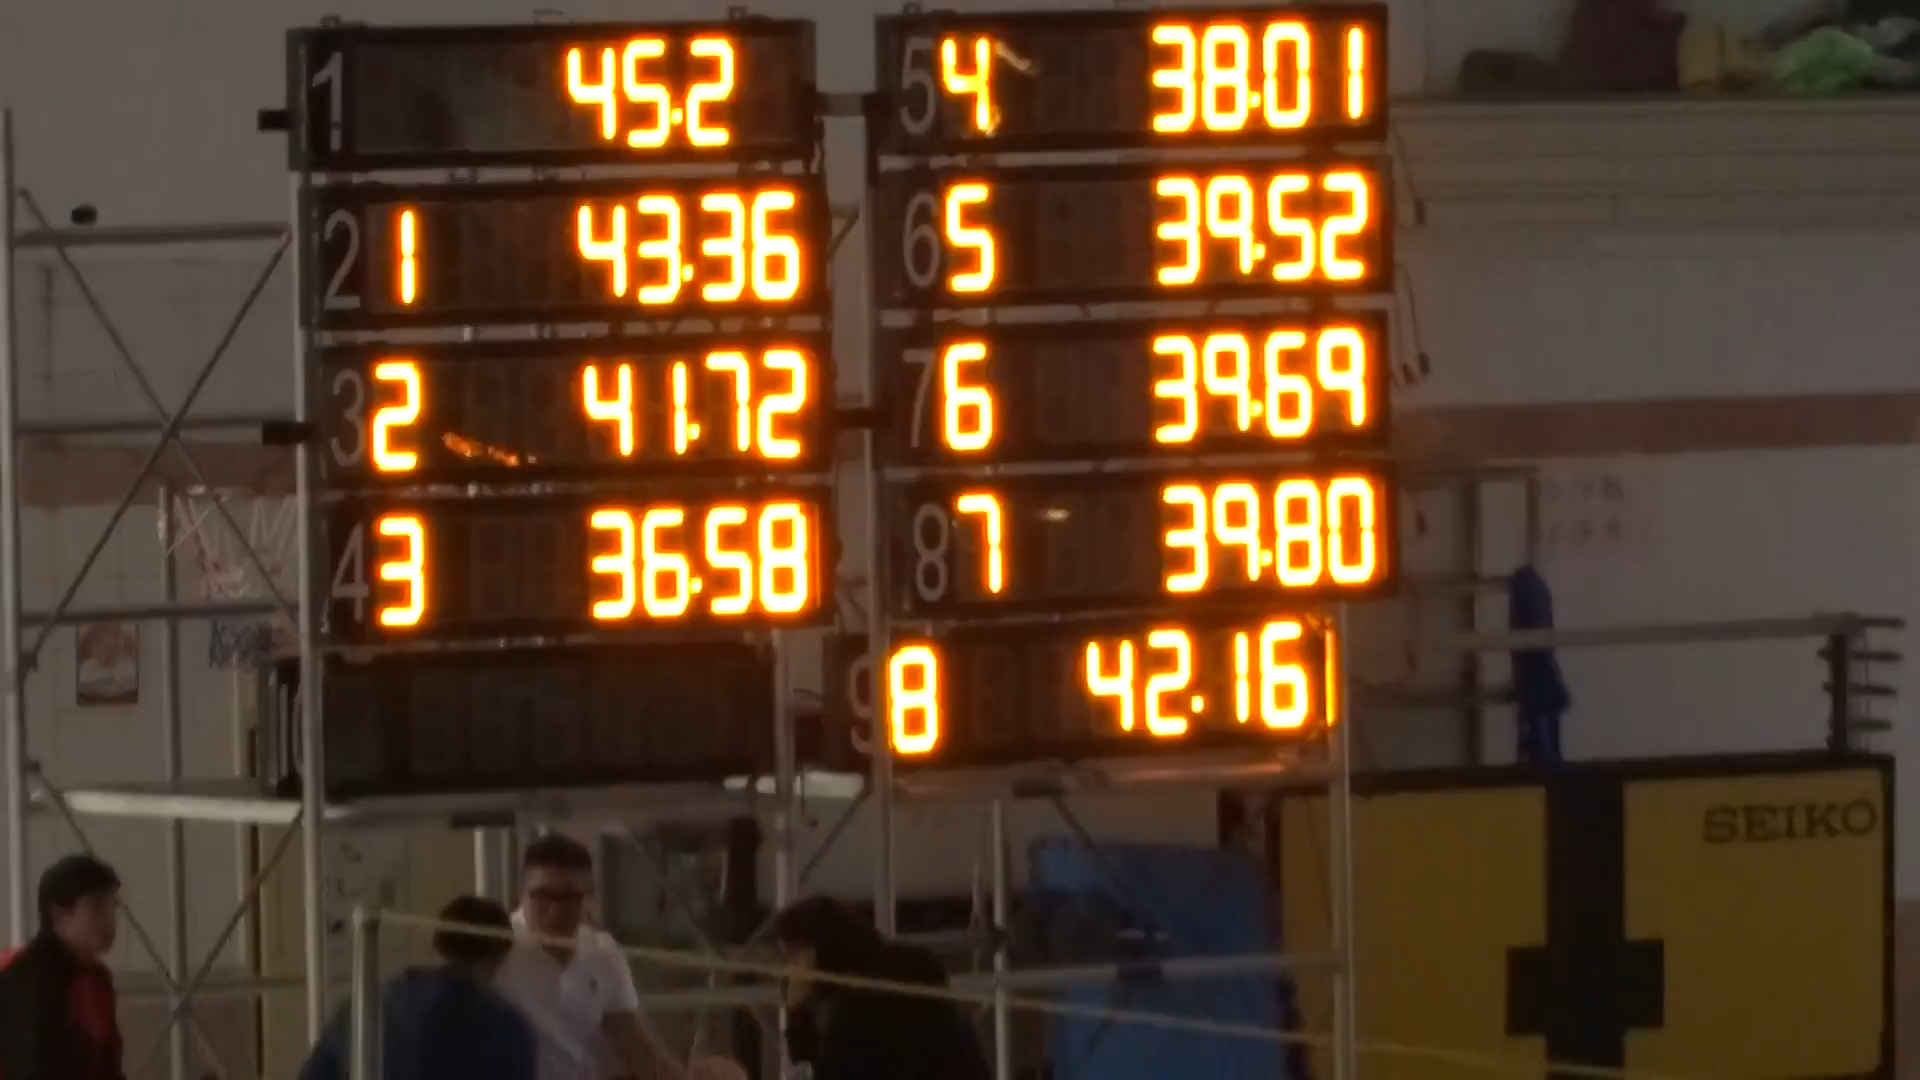 1 45.2
2 1 43.36
3 2 41.72
4 3 36.58
5 4 38.01
6 5 39.52
7 6 39.69
8 7 39.80
9 8 42.16
SEIKO